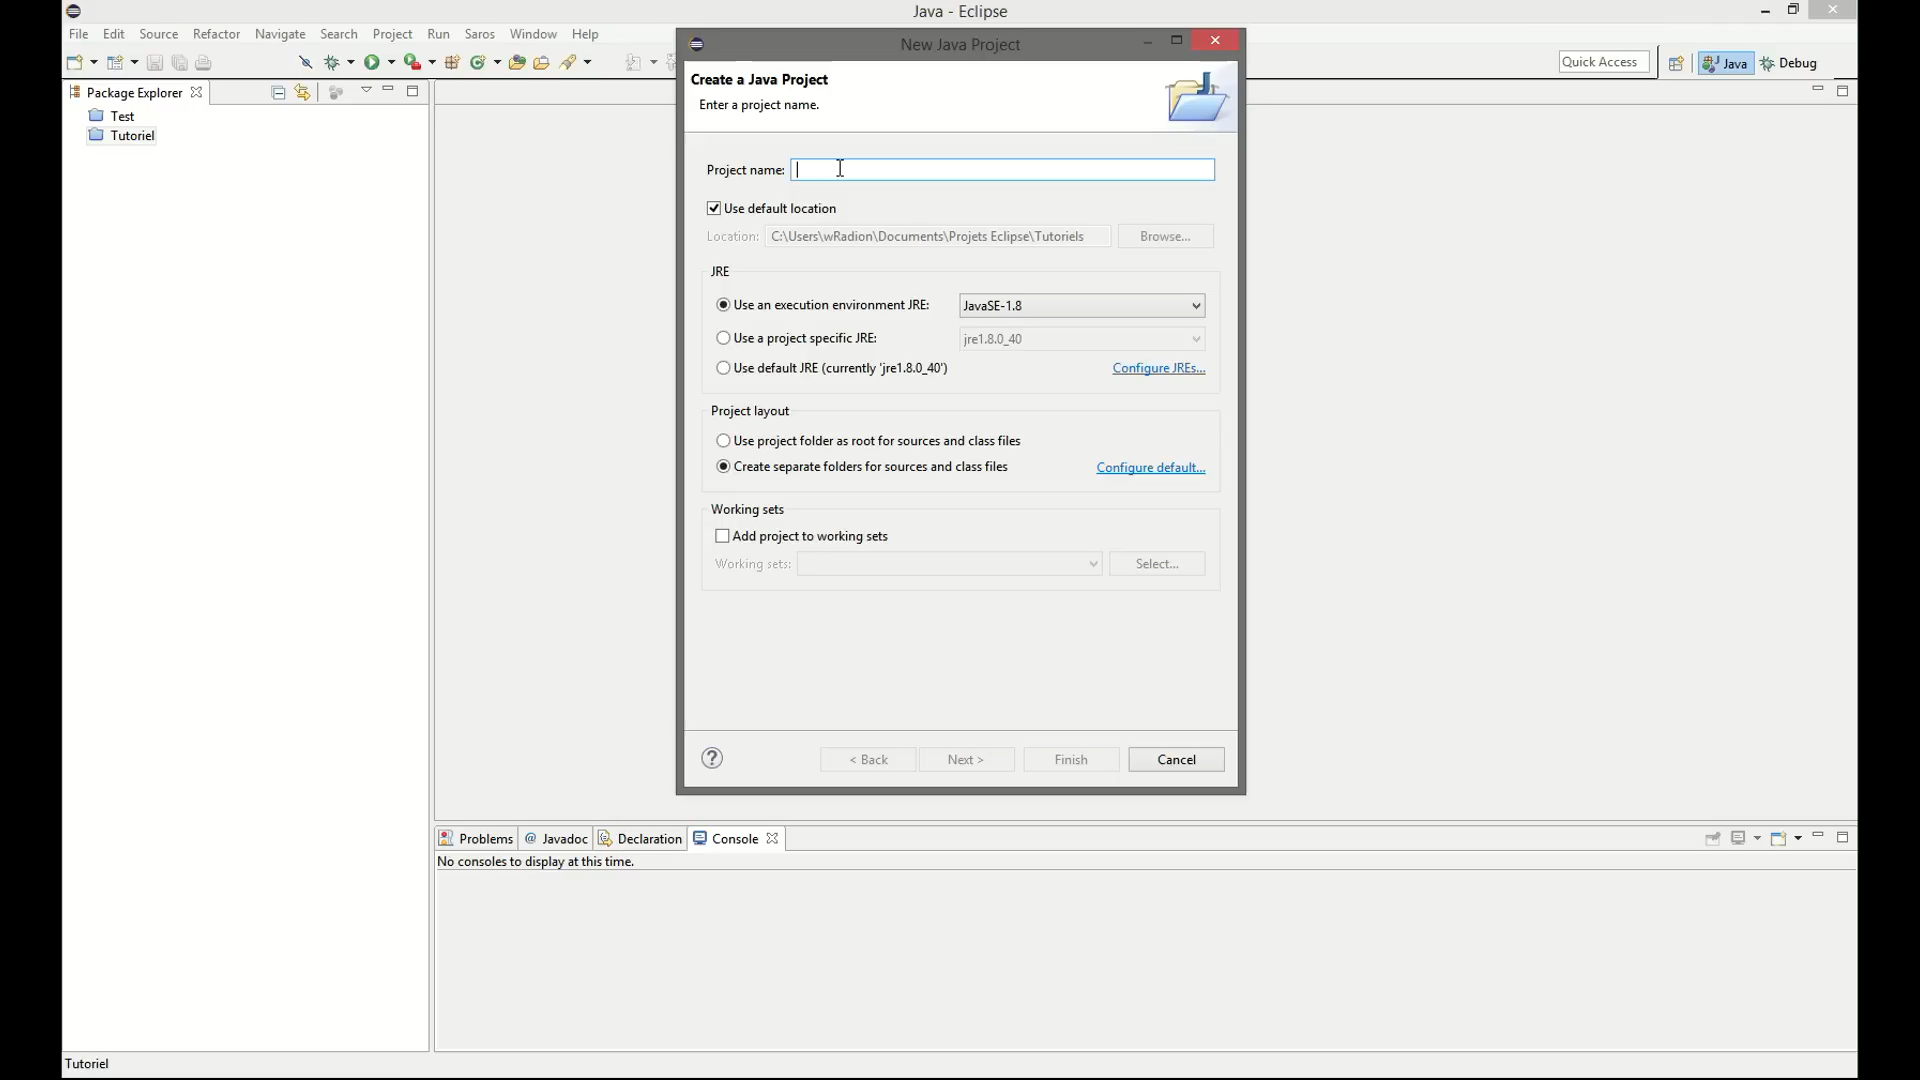 Java - Eclipse
File Edit Source Refactor Navigate Search Project Run Saros Window Help
Quick Access
Java
Debug
Package Explorer
Test
Tutoriel
New Java Project
Create a Java Project
Enter a project name.
Project name:
Use default location
Location: C:\Users\wRadion\Documents\Projets Eclipse\Tutoriels Browse...
JRE
Use an execution environment JRE: JavaSE-1.8
Use a project specific JRE: jre1.8.0_40
Use default JRE (currently 'jre1.8.0_40') Configure JREs...
Project layout
Use project folder as root for sources and class files
Create separate folders for sources and class files Configure default...
Working sets
Add project to working sets
Working sets: Select...
? < Back Next > Finish Cancel
Problems @ Javadoc Declaration Console
No consoles to display at this time.
Tutoriel